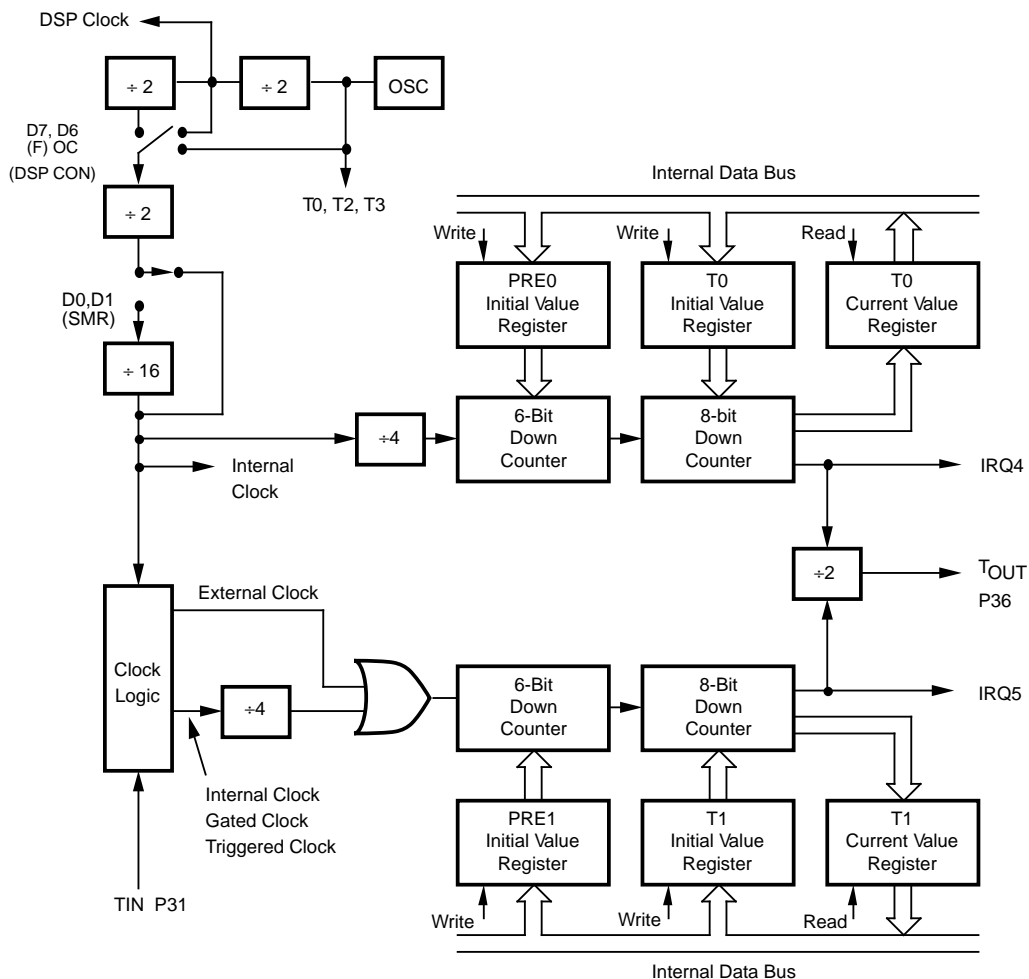 DSP Clock
÷ 2
÷ 2
OSC
D7, D6
(F) OC
(DSP CON)
T0, T2, T3
÷ 2
D0,D1
(SMR)
÷ 16
Internal
Clock
÷4
Internal Data Bus
Write
Write
Read
PRE0
Initial Value
Register
T0
Initial Value
Register
T0
Current Value
Register
6-Bit
Down
Counter
8-bit
Down
Counter
IRQ4
÷2
TOUT
P36
Clock
Logic
External Clock
÷4
Internal Clock
Gated Clock
Triggered Clock
TIN P31
6-Bit
Down
Counter
8-Bit
Down
Counter
IRQ5
PRE1
Initial Value
Register
T1
Initial Value
Register
T1
Current Value
Register
Write
Write
Read
Internal Data Bus